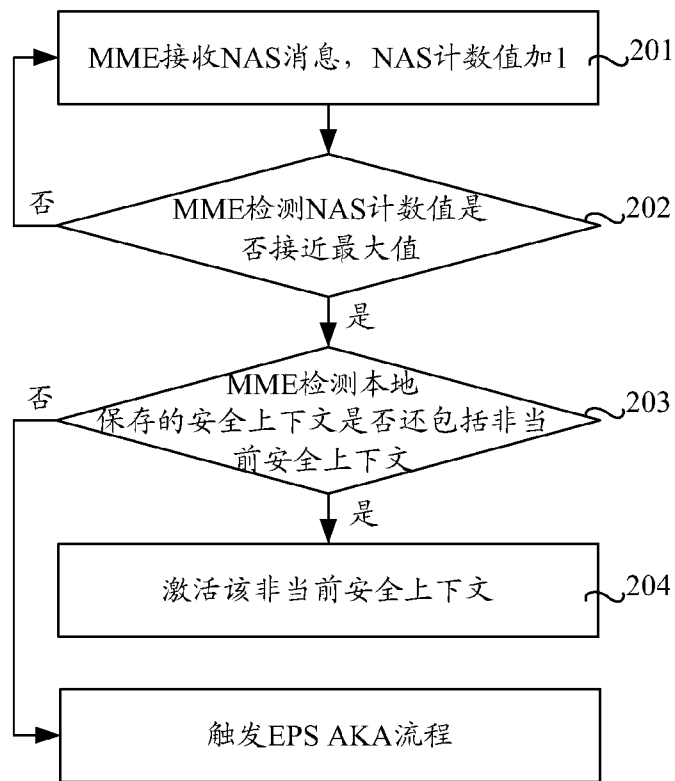 MME接收NAS消息，NAS计数值加1
201
否
MME检测NAS计数值是
否接近最大值
202
是
否
MME检测本地
保存的安全上下文是否还包括非当
前安全上下文
203
是
激活该非当前安全上下文
204
触发EPS AKA流程